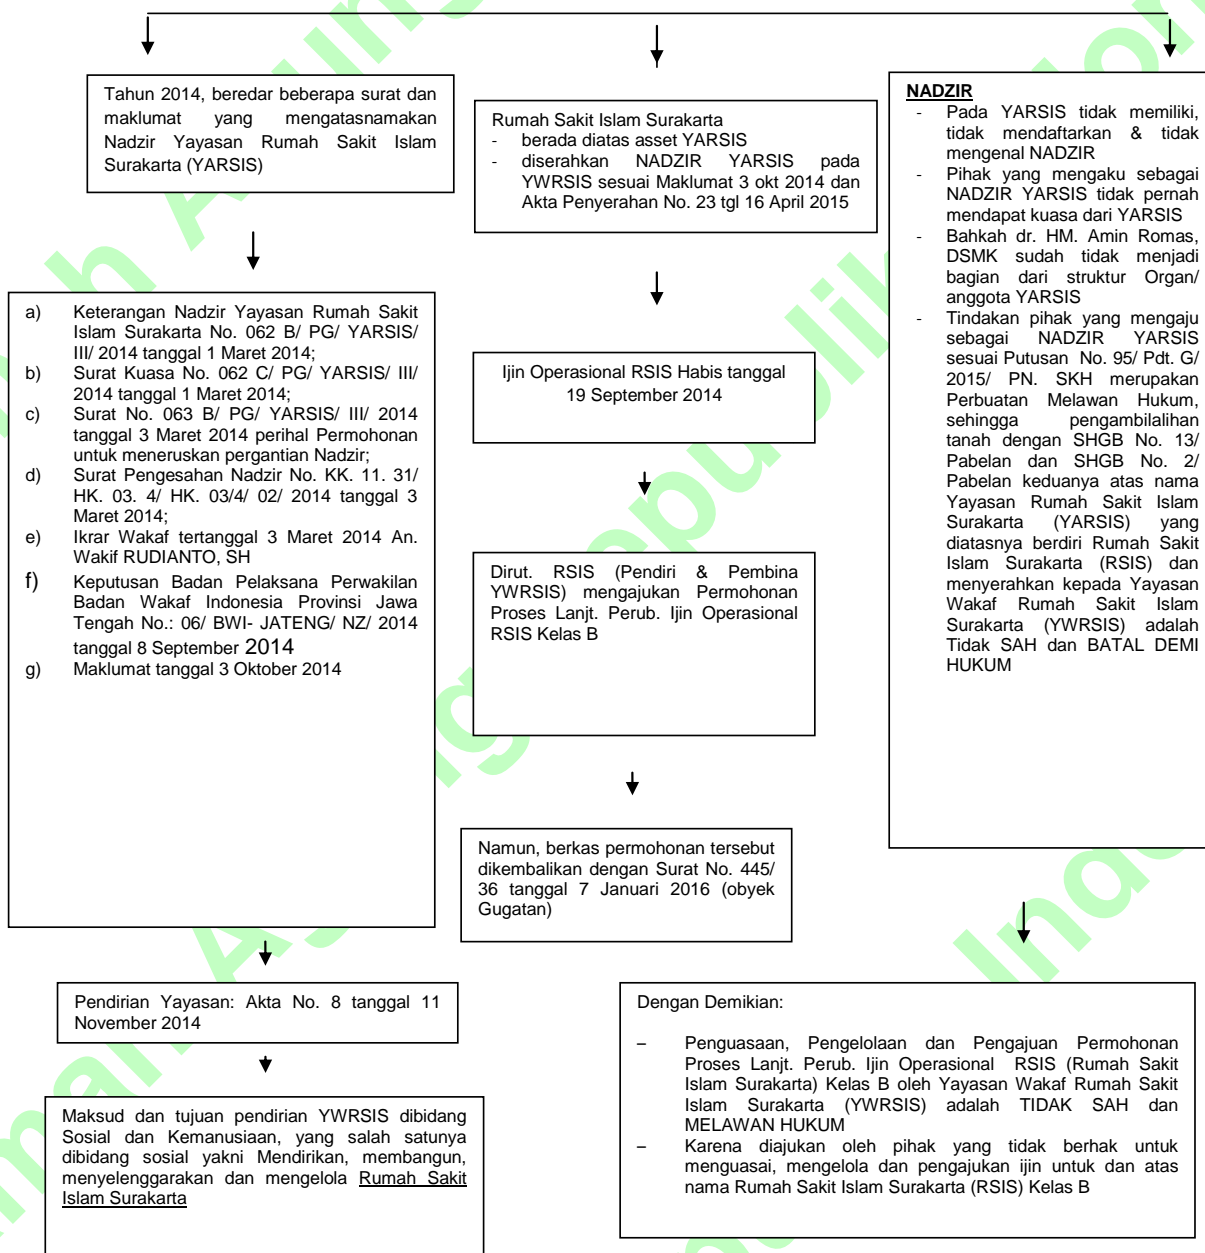 Tahun 2014, beredar beberapa surat dan
maklumat yang mengatasnamakan
Nadzir Yayasan Rumah Sakit Islam
Surakarta (YARSIS)
Rumah Sakit Islam Surakarta
- berada diatas asset YARSIS
- diserahkan NADZIR YARSIS pada
YWRSIS sesuai Maklumat 3 okt 2014 dan
Akta Penyerahan No. 23 tgl 16 April 2015
NADZIR
- Pada YARSIS tidak memiliki,
tidak mendaftarkan & tidak
mengenal NADZIR
- Pihak yang mengaku sebagai
NADZIR YARSIS tidak pernah
mendapat kuasa dari YARSIS
- Bahkah dr. HM. Amin Romas,
DSMK sudah tidak menjadi
bagian dari struktur Organ/
anggota YARSIS
- Tindakan pihak yang mengaju
sebagai NADZIR YARSIS
sesuai Putusan No. 95/ Pdt. G/
2015/ PN. SKH merupakan
Perbuatan Melawan Hukum,
sehingga pengambilalihan
tanah dengan SHGB No. 13/
Pabelan dan SHGB No. 2/
Pabelan keduanya atas nama
Yayasan Rumah Sakit Islam
Surakarta (YARSIS) yang
diatasnya berdiri Rumah Sakit
Islam Surakarta (RSIS) dan
menyerahkan kepada Yayasan
Wakaf Rumah Sakit Islam
Surakarta (YWRSIS) adalah
Tidak SAH dan BATAL DEMI
HUKUM
a) Keterangan Nadzir Yayasan Rumah Sakit
Islam Surakarta No. 062 B/ PG/ YARSIS/
III/ 2014 tanggal 1 Maret 2014;
b) Surat Kuasa No. 062 C/ PG/ YARSIS/ III/
2014 tanggal 1 Maret 2014;
c) Surat No. 063 B/ PG/ YARSIS/ III/ 2014
tanggal 3 Maret 2014 perihal Permohonan
untuk meneruskan pergantian Nadzir;
d) Surat Pengesahan Nadzir No. KK. 11. 31/
HK. 03. 4/ HK. 03/4/ 02/ 2014 tanggal 3
Maret 2014;
e) Ikrar Wakaf tertanggal 3 Maret 2014 An.
Wakif RUDIANTO, SH
f) Keputusan Badan Pelaksana Perwakilan
Badan Wakaf Indonesia Provinsi Jawa
Tengah No.: 06/ BWI- JATENG/ NZ/ 2014
tanggal 8 September 2014
g) Maklumat tanggal 3 Oktober 2014
Ijin Operasional RSIS Habis tanggal
19 September 2014
Dirut. RSIS (Pendiri & Pembina
YWRSIS) mengajukan Permohonan
Proses Lanjt. Perub. Ijin Operasional
RSIS Kelas B
Namun, berkas permohonan tersebut
dikembalikan dengan Surat No. 445/
36 tanggal 7 Januari 2016 (obyek
Gugatan)
Pendirian Yayasan: Akta No. 8 tanggal 11
November 2014
Maksud dan tujuan pendirian YWRSIS dibidang
Sosial dan Kemanusiaan, yang salah satunya
dibidang sosial yakni Mendirikan, membangun,
menyelenggarakan dan mengelola Rumah Sakit
Islam Surakarta
Dengan Demikian:
– Penguasaan, Pengelolaan dan Pengajuan Permohonan
Proses Lanjt. Perub. Ijin Operasional RSIS (Rumah Sakit
Islam Surakarta) Kelas B oleh Yayasan Wakaf Rumah Sakit
Islam Surakarta (YWRSIS) adalah TIDAK SAH dan
MELAWAN HUKUM
– Karena diajukan oleh pihak yang tidak berhak untuk
menguasai, mengelola dan pengajukan ijin untuk dan atas
nama Rumah Sakit Islam Surakarta (RSIS) Kelas B